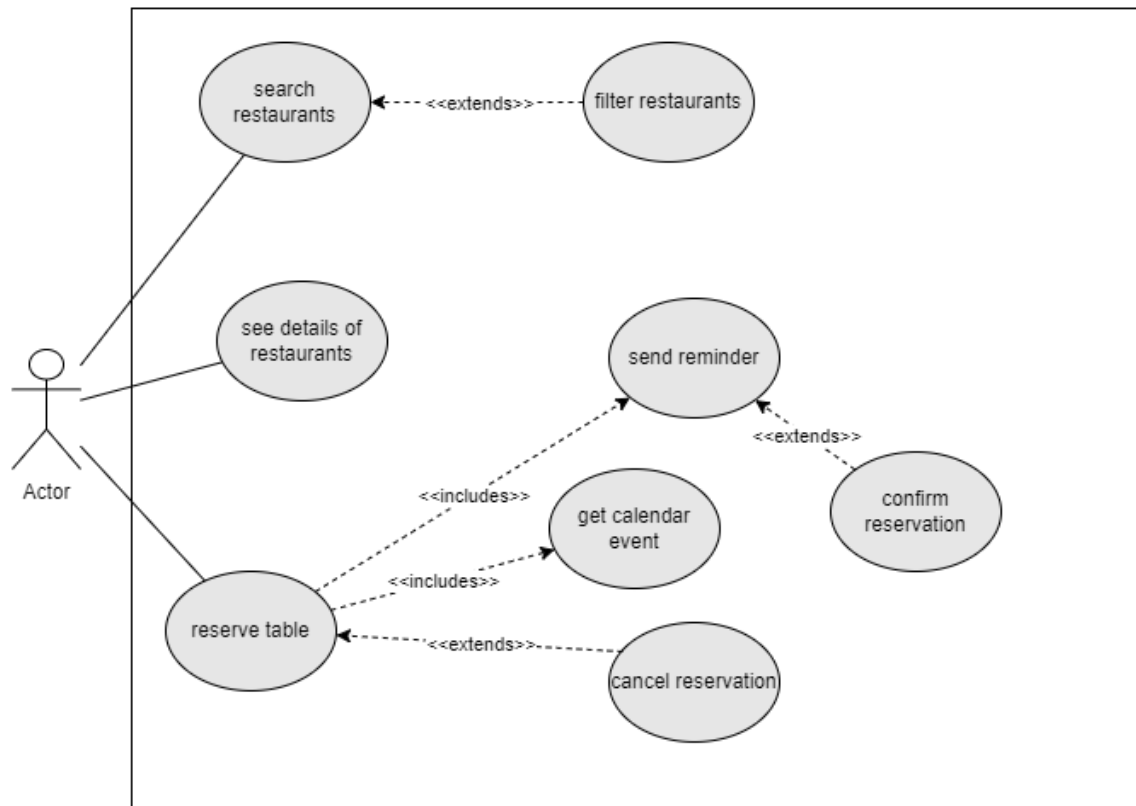 search
restaurants
<<extends>>
filter restaurants
see details of
restaurants
send reminder
<<extends>>
Actor
<<includes>>
get calendar
event
confirm
reservation
<<includes>>
reserve table
<<extends>>
cancel reservation